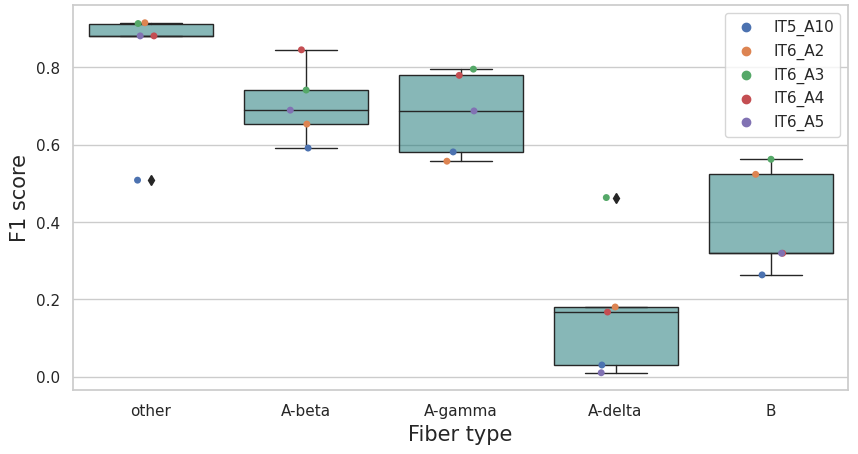 IT5_A10
IT6_A2
IT6_A3
IT6_A4
IT6_A5
F1 score
0.8
0.6
0.4
0.2
0.0
other
A-beta
A-gamma
A-delta
B
Fiber type